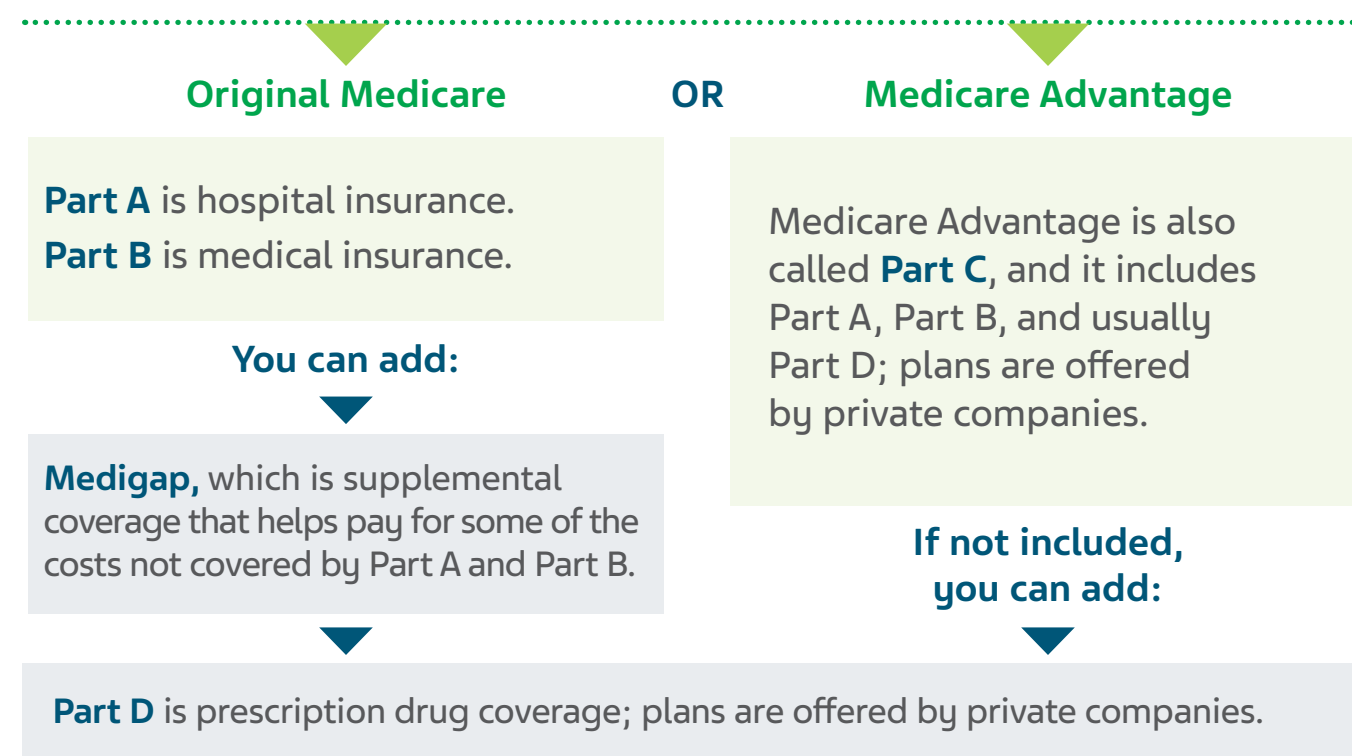 Original Medicare
OR
Medicare Advantage
Part A is hospital insurance.
Part B is medical insurance.
You can add:
Medigap, which is supplemental
coverage that helps pay for some of the
costs not covered by Part A and Part B.
Medicare Advantage is also
called Part C, and it includes
Part A, Part B, and usually
Part D; plans are offered
by private companies.
If not included,
you can add:
Part D is prescription drug coverage; plans are offered by private companies.